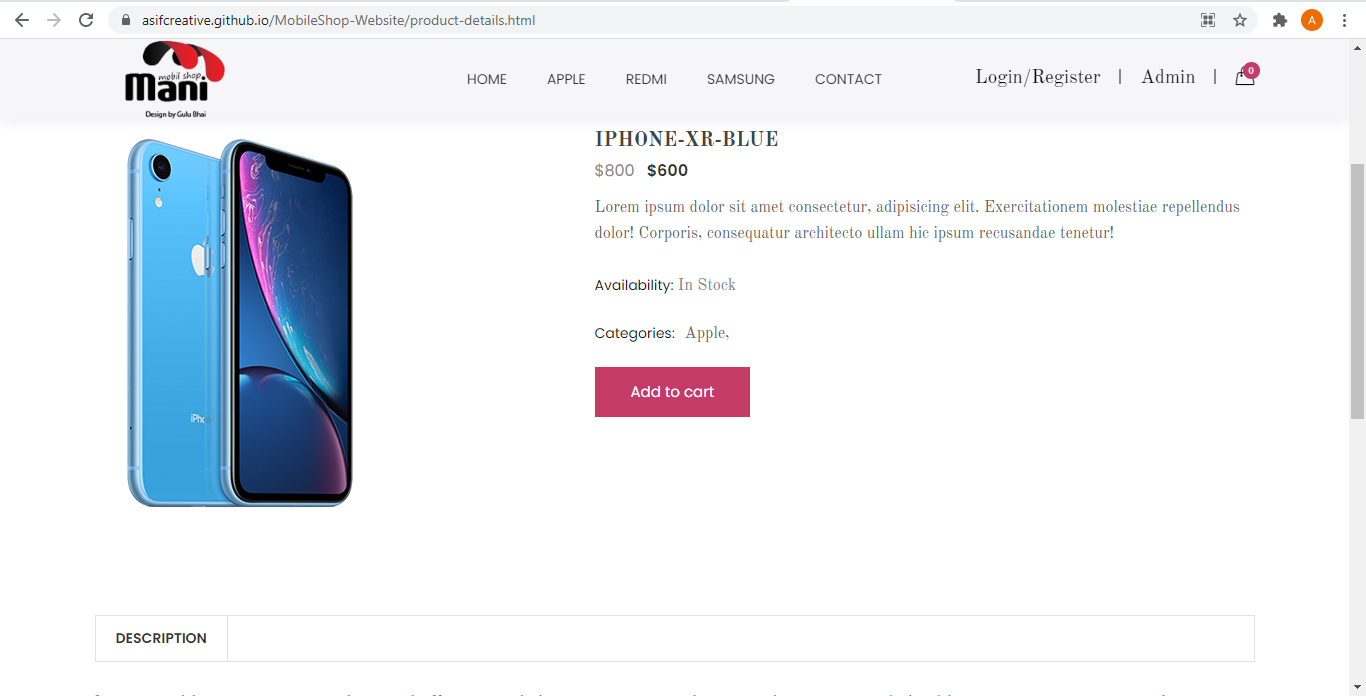 asifcreative.github.io/MobileShop-Website/product-details.html
A
mobil shop
Mani
Design by Gulu Bhai
HOME APPLE REDMI SAMSUNG CONTACT
Login/Register | Admin | 0
IPHONE-XR-BLUE
$800 $600
Lorem ipsum dolor sit amet consectetur, adipisicing elit. Exercitationem molestiae repellendus
dolor! Corporis, consequatur architecto ullam hic ipsum recusandae tenetur!
Availability: In Stock
Categories: Apple,
iPho
Add to cart
DESCRIPTION